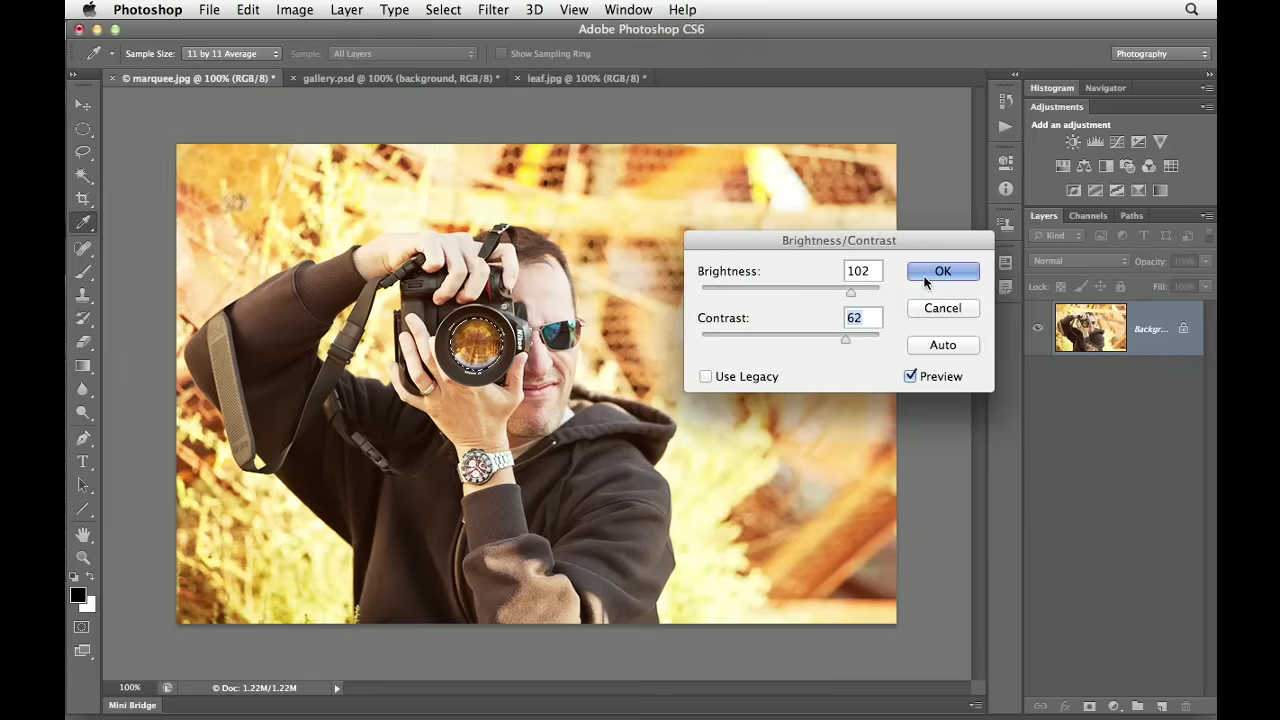 Photoshop File Edit Image Layer Type Select Filter 3D View Window Help
Adobe Photoshop CS6
Sample Size: 11 by 11 Average Sample: All Layers Show Sampling Ring Photography
× © marquee.jpg @ 100% (RGB/8) * × gallery.psd @ 100% (background, RGB/8) * × leaf.jpg @ 100% (RGB/8) *
Histogram Navigator
Adjustments
Add an adjustment
Layers Channels Paths
Kind
Normal Opacity: 100%
Lock: Fill: 100%
Backgr...
Brightness/Contrast
Brightness: 102 OK
Cancel
Contrast: 62
Auto
Use Legacy Preview
Nikon
T
100% © Doc: 1.22M/1.22M
Mini Bridge